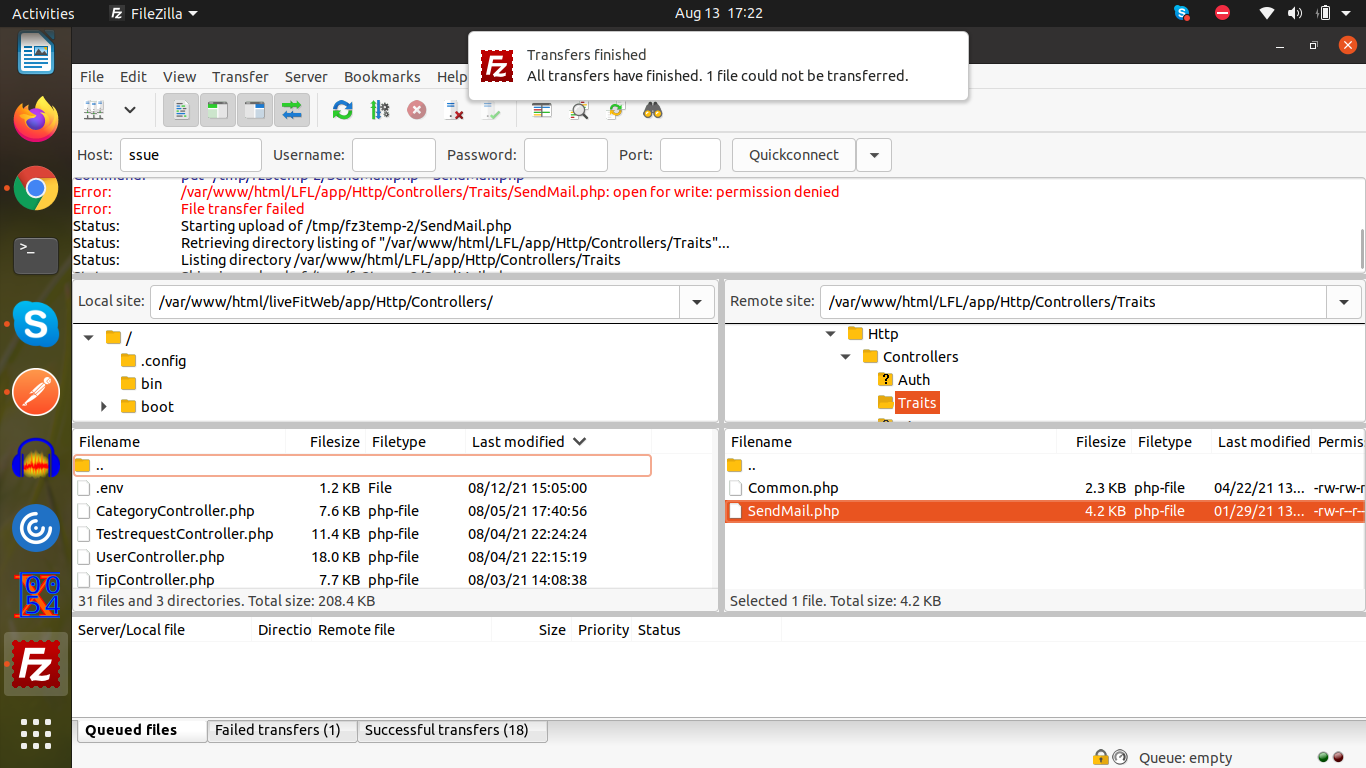 Activities
FileZilla
Aug 13 17:22
Transfers finished
All transfers have finished. 1 file could not be transferred.
File Edit View Transfer Server Bookmarks Help
Host: ssue Username: Password: Port: Quickconnect
Error: /var/www/html/LFL/app/Http/Controllers/Traits/SendMail.php: open for write: permission denied
Error: File transfer failed
Status: Starting upload of /tmp/fz3temp-2/SendMail.php
Status: Retrieving directory listing of "/var/www/html/LFL/app/Http/Controllers/Traits"...
Status: Listing directory /var/www/html/LFL/app/Http/Controllers/Traits
Local site: /var/www/html/liveFitWeb/app/Http/Controllers/
/
.config
bin
boot
Filename Filesize Filetype Last modified
..
.env 1.2 KB File 08/12/21 15:05:00
CategoryController.php 7.6 KB php-file 08/05/21 17:40:56
TestrequestController.php 11.4 KB php-file 08/04/21 22:24:24
UserController.php 18.0 KB php-file 08/04/21 22:15:19
TipController.php 7.7 KB php-file 08/03/21 14:08:38
31 files and 3 directories. Total size: 208.4 KB
Remote site: /var/www/html/LFL/app/Http/Controllers/Traits
Http
Controllers
Auth
Traits
Filename Filesize Filetype Last modified Permis
..
Common.php 2.3 KB php-file 04/22/21 13... -rw-rw-r
SendMail.php 4.2 KB php-file 01/29/21 13... -rw-r--r--
Selected 1 file. Total size: 4.2 KB
Server/Local file Directio Remote file Size Priority Status
Queued files Failed transfers (1) Successful transfers (18)
Queue: empty